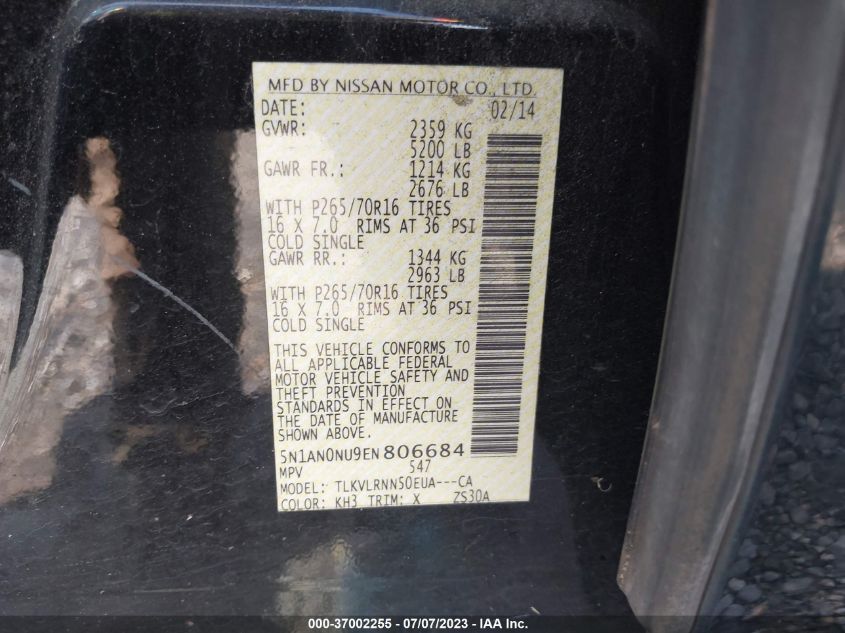 MFD BY NISSAN MOTOR CO., LTD.
DATE: 02/14
GVWR: 2359 KG
5200 LB
GAWR FR.: 1214 KG
2676 LB
WITH P265/70R16 TIRES
16 X 7.0 RIMS AT 36 PSI
COLD SINGLE
GAWR RR.: 1344 KG
2963 LB
WITH P265/70R16 TIRES
16 X 7.0 RIMS AT 36 PSI
COLD SINGLE
THIS VEHICLE CONFORMS TO
ALL APPLICABLE FEDERAL
MOTOR VEHICLE SAFETY AND
THEFT PREVENTION
STANDARDS IN EFFECT ON
THE DATE OF MANUFACTURE
SHOWN ABOVE.
5N1AN0NU9EN806684
MPV 547
MODEL: TLKVLRNN50EUA---CA
COLOR: KH3 TRIM: X ZS30A
000-37002255 - 07/07/2023 - IAA Inc.